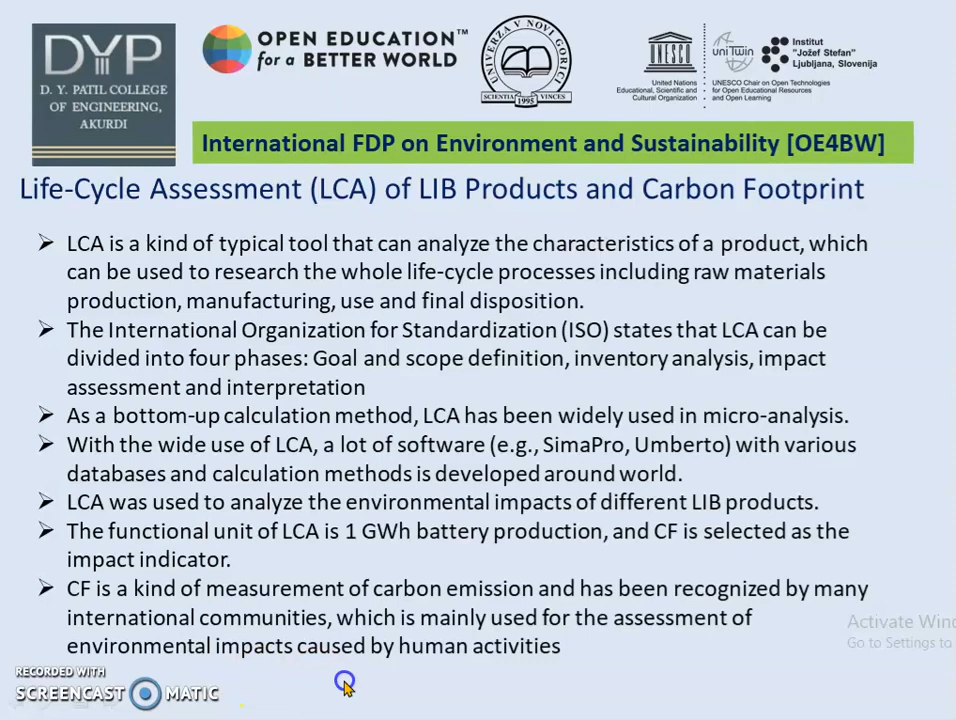 DYP
D. Y. PATIL COLLEGE
OF ENGINEERING,
AKURDI
OPEN EDUCATION™
for a BETTER WORLD
UNIVERZA V NOVI GORICI
SCIENTIA VINCES
1995
UNESCO
United Nations
Educational, Scientific and
Cultural Organization
uniTwin
UNESCO Chair on Open Technologies
for Open Educational Resources
and Open Learning
Institut
"Jožef Stefan"
Ljubljana, Slovenija
International FDP on Environment and Sustainability [OE4BW]
Life-Cycle Assessment (LCA) of LIB Products and Carbon Footprint
➢ LCA is a kind of typical tool that can analyze the characteristics of a product, which
can be used to research the whole life-cycle processes including raw materials
production, manufacturing, use and final disposition.
➢ The International Organization for Standardization (ISO) states that LCA can be
divided into four phases: Goal and scope definition, inventory analysis, impact
assessment and interpretation
➢ As a bottom-up calculation method, LCA has been widely used in micro-analysis.
➢ With the wide use of LCA, a lot of software (e.g., SimaPro, Umberto) with various
databases and calculation methods is developed around world.
➢ LCA was used to analyze the environmental impacts of different LIB products.
➢ The functional unit of LCA is 1 GWh battery production, and CF is selected as the
impact indicator.
➢ CF is a kind of measurement of carbon emission and has been recognized by many
international communities, which is mainly used for the assessment of
environmental impacts caused by human activities
Activate Wind
Go to Settings to
RECORDED WITH
SCREENCAST MATIC